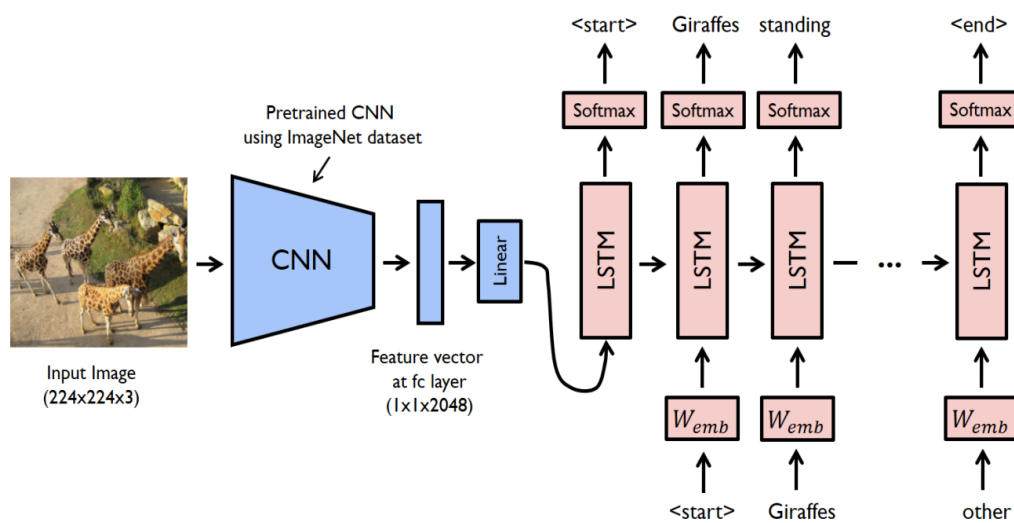 <start> Giraffes standing <end>
Softmax Softmax Softmax Softmax
Pretrained CNN
using ImageNet dataset
CNN
Linear
LSTM LSTM LSTM ... LSTM
Feature vector
at fc layer
(1x1x2048)
Input Image
(224x224x3)
W_emb W_emb W_emb
<start> Giraffes other